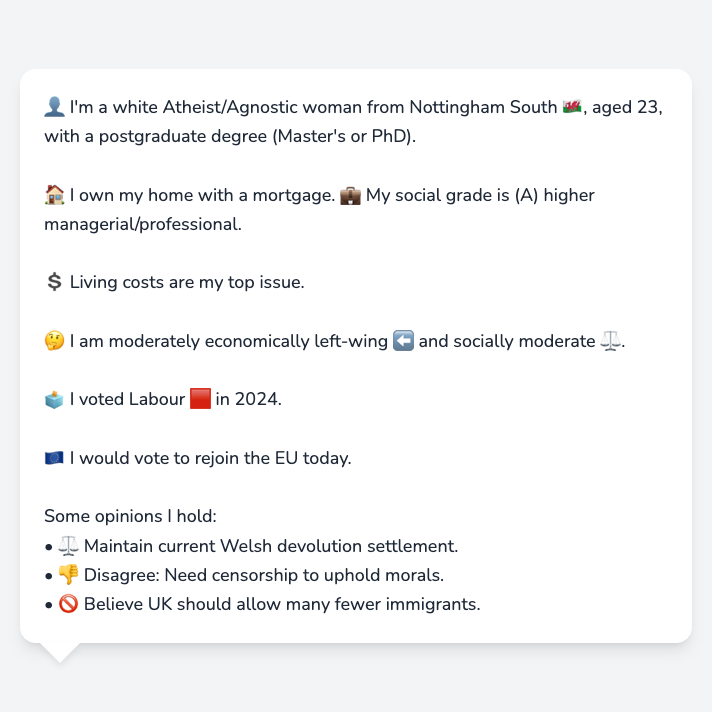 👤 I'm a white Atheist/Agnostic woman from Nottingham South 🏴󠁧󠁢󠁷󠁬󠁳󠁿, aged 23,
with a postgraduate degree (Master's or PhD).
🏠 I own my home with a mortgage. 💼 My social grade is (A) higher
managerial/professional.
💲 Living costs are my top issue.
🤔 I am moderately economically left-wing ⬅️ and socially moderate ⚖️.
🗳️ I voted Labour 🟥 in 2024.
🇪🇺 I would vote to rejoin the EU today.
Some opinions I hold:
• ⚖️ Maintain current Welsh devolution settlement.
• 👎 Disagree: Need censorship to uphold morals.
• 🚫 Believe UK should allow many fewer immigrants.